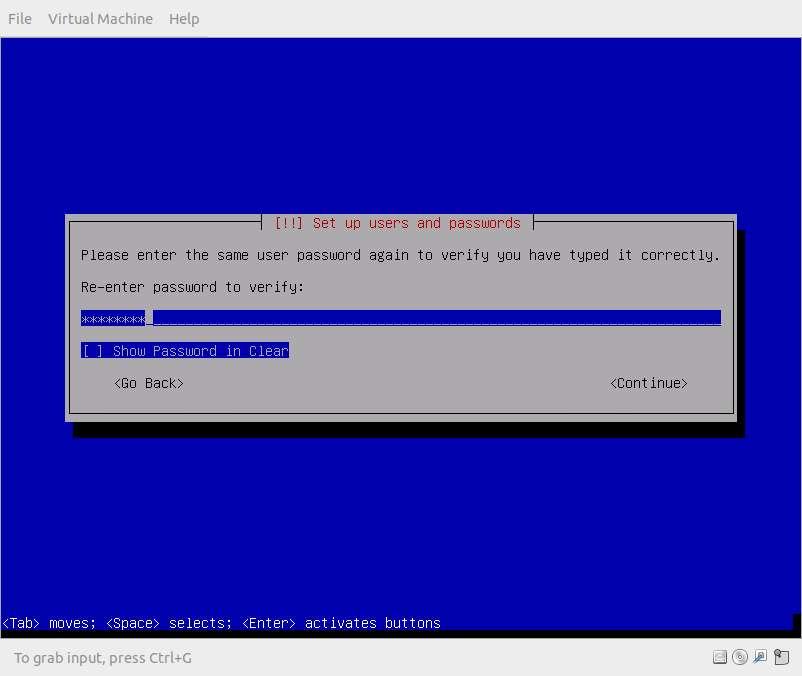 File Virtual Machine Help
[!!] Set up users and passwords
Please enter the same user password again to verify you have typed it correctly.
Re-enter password to verify:
********
[ ] Show Password in Clear
<Go Back> <Continue>
<Tab> moves; <Space> selects; <Enter> activates buttons
To grab input, press Ctrl+G